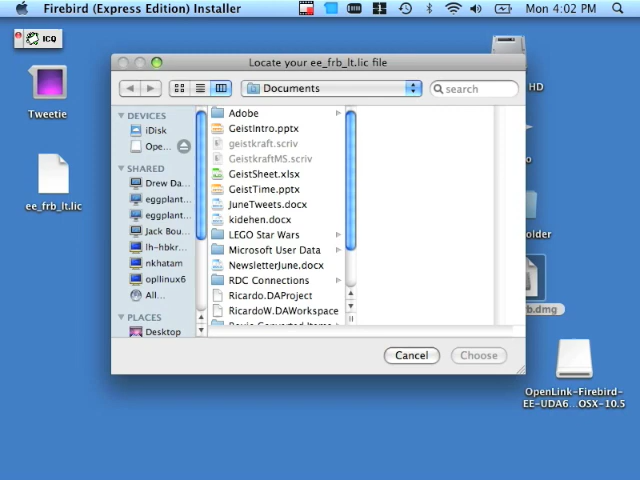 Firebird (Express Edition) Installer
Mon 4:02 PM
ICQ
Tweetie
ee_frb_lt.lic
Locate your ee_frb_lt.lic file
Documents
search
DEVICES
iDisk
Ope...
SHARED
Drew Da...
eggplant...
eggplant...
Jack Bou...
lh-hbkr...
nkhatam
opllinux6
All...
PLACES
Desktop
Adobe
GeistIntro.pptx
geistkraft.scriv
GeistkraftMS.scriv
GeistSheet.xlsx
GeistTime.pptx
JuneTweets.docx
kidehen.docx
LEGO Star Wars
Microsoft User Data
NewsletterJune.docx
RDC Connections
Ricardo.DAProject
RicardoW.DAWorkspace
Cancel
Choose
HD
older
b.dmg
OpenLink-Firebird-
EE-UDA6...OSX-10.5